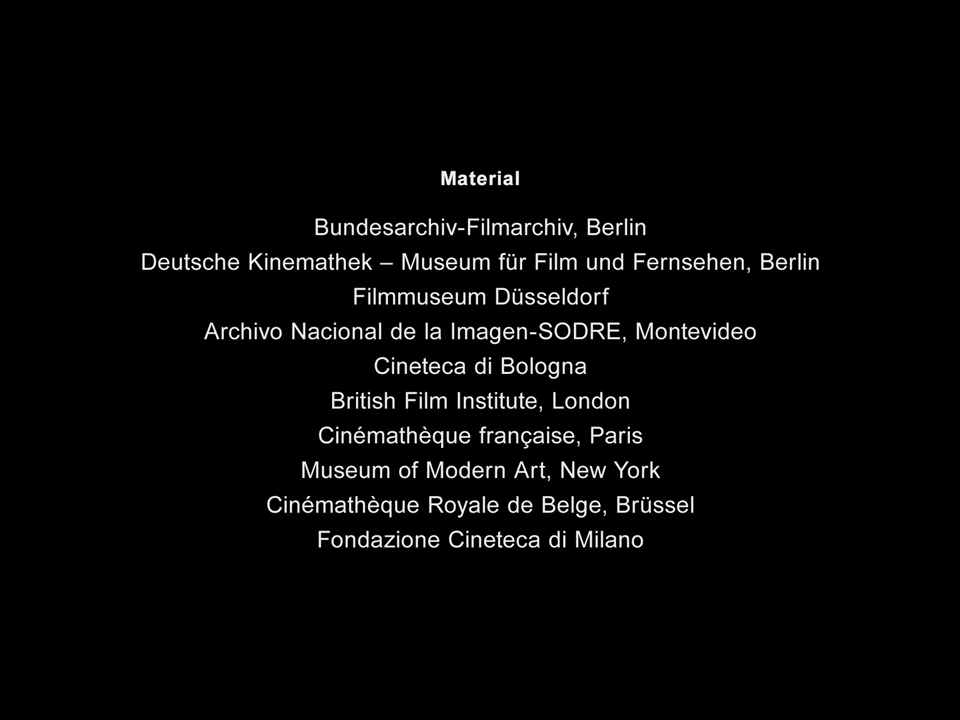 Material
Bundesarchiv-Filmarchiv, Berlin
Deutsche Kinemathek – Museum für Film und Fernsehen, Berlin
Filmmuseum Düsseldorf
Archivo Nacional de la Imagen-SODRE, Montevideo
Cineteca di Bologna
British Film Institute, London
Cinémathèque française, Paris
Museum of Modern Art, New York
Cinémathèque Royale de Belge, Brüssel
Fondazione Cineteca di Milano